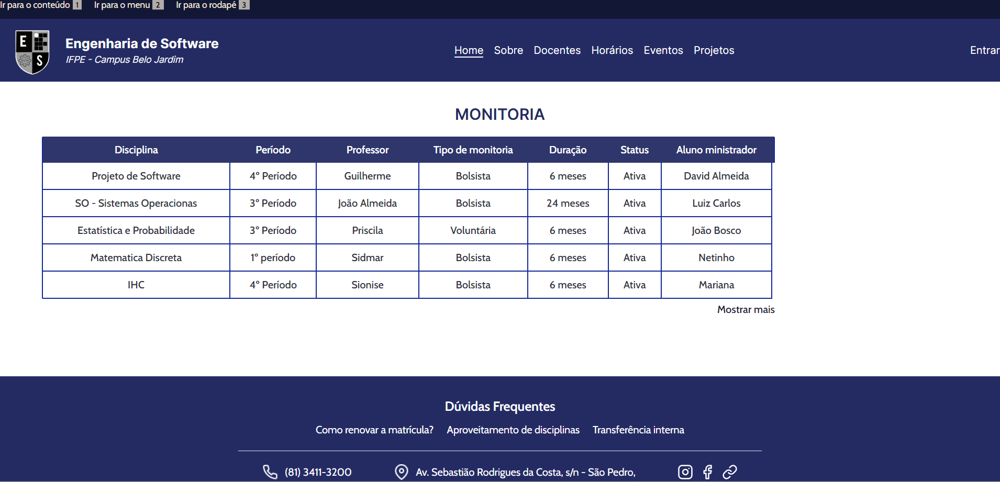 Ir para o conteúdo 1 Ir para o menu 2 Ir para o rodapé 3
E S
Engenharia de Software
IFPE - Campus Belo Jardim
Home Sobre Docentes Horários Eventos Projetos Entrar
MONITORIA
Disciplina Período Professor Tipo de monitoria Duração Status Aluno ministrador
Projeto de Software 4º Período Guilherme Bolsista 6 meses Ativa David Almeida
SO - Sistemas Operacionas 3º Período João Almeida Bolsista 24 meses Ativa Luiz Carlos
Estatística e Probabilidade 3º Período Priscila Voluntária 6 meses Ativa João Bosco
Matematica Discreta 1º período Sidmar Bolsista 6 meses Ativa Netinho
IHC 4º Período Sionise Bolsista 6 meses Ativa Mariana
Mostrar mais
Dúvidas Frequentes
Como renovar a matrícula? Aproveitamento de disciplinas Transferência interna
(81) 3411-3200 Av. Sebastião Rodrigues da Costa, s/n - São Pedro,